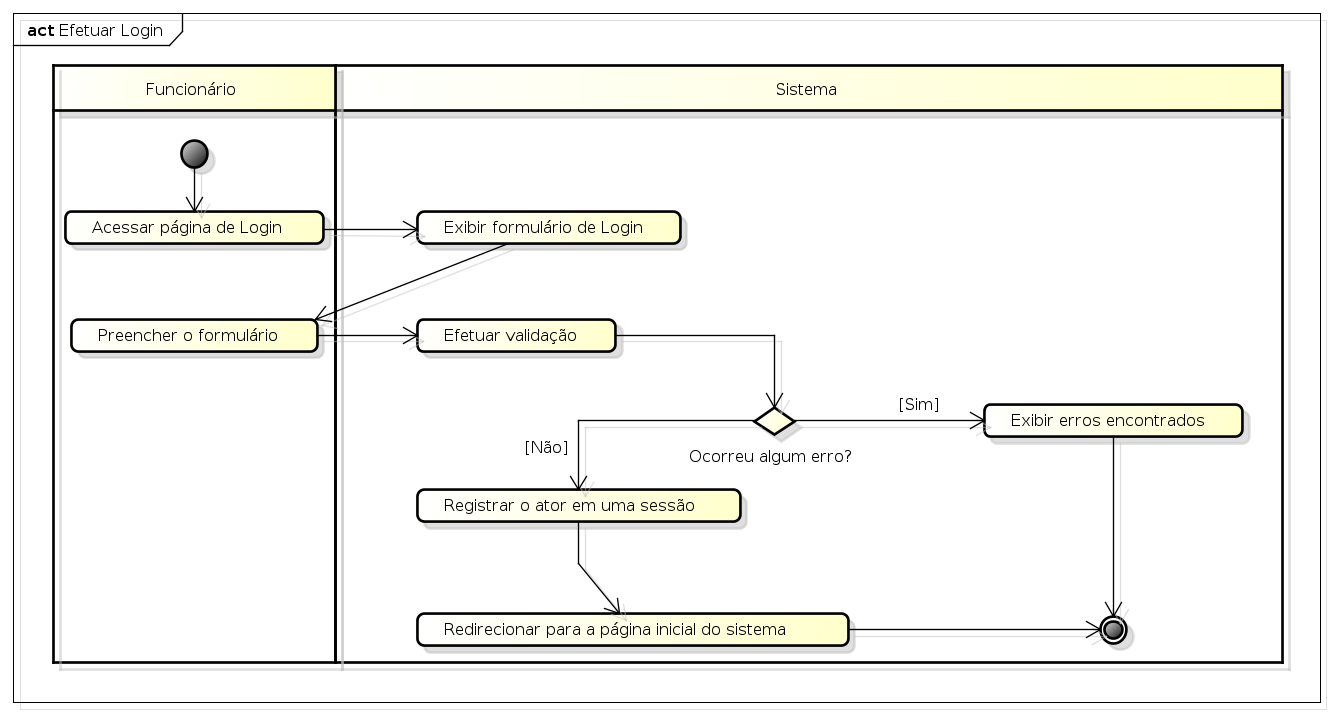 act Efetuar Login
Funcionário
Sistema
Acessar página de Login
Exibir formulário de Login
Preencher o formulário
Efetuar validação
[Sim]
Exibir erros encontrados
[Não]
Ocorreu algum erro?
Registrar o ator em uma sessão
Redirecionar para a página inicial do sistema